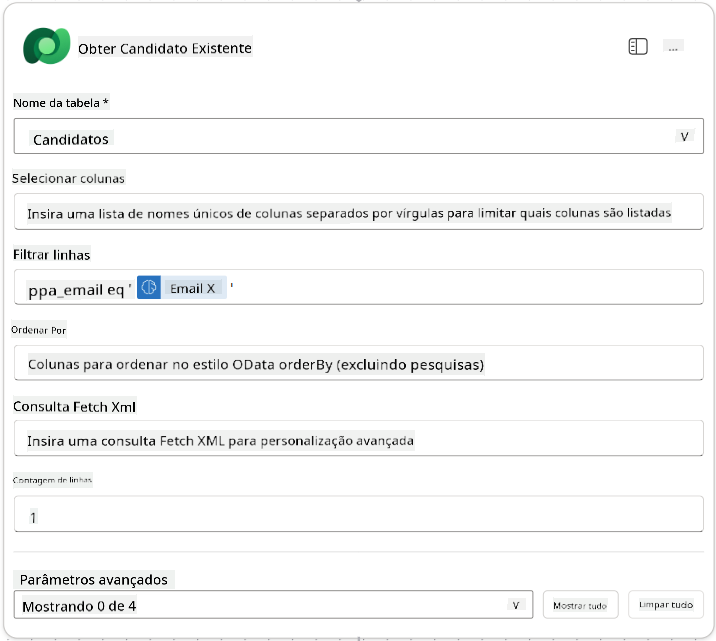 Obter Candidato Existente
...
Nome da tabela *
Candidatos V
Selecionar colunas
Insira uma lista de nomes únicos de colunas separados por vírgulas para limitar quais colunas são listadas
Filtrar linhas
ppa_email eq ' Email X '
Ordenar Por
Colunas para ordenar no estilo OData orderBy (excluindo pesquisas)
Consulta Fetch Xml
Insira uma consulta Fetch XML para personalização avançada
Contagem de linhas
1
Parâmetros avançados
Mostrando 0 de 4 V Mostrar tudo Limpar tudo